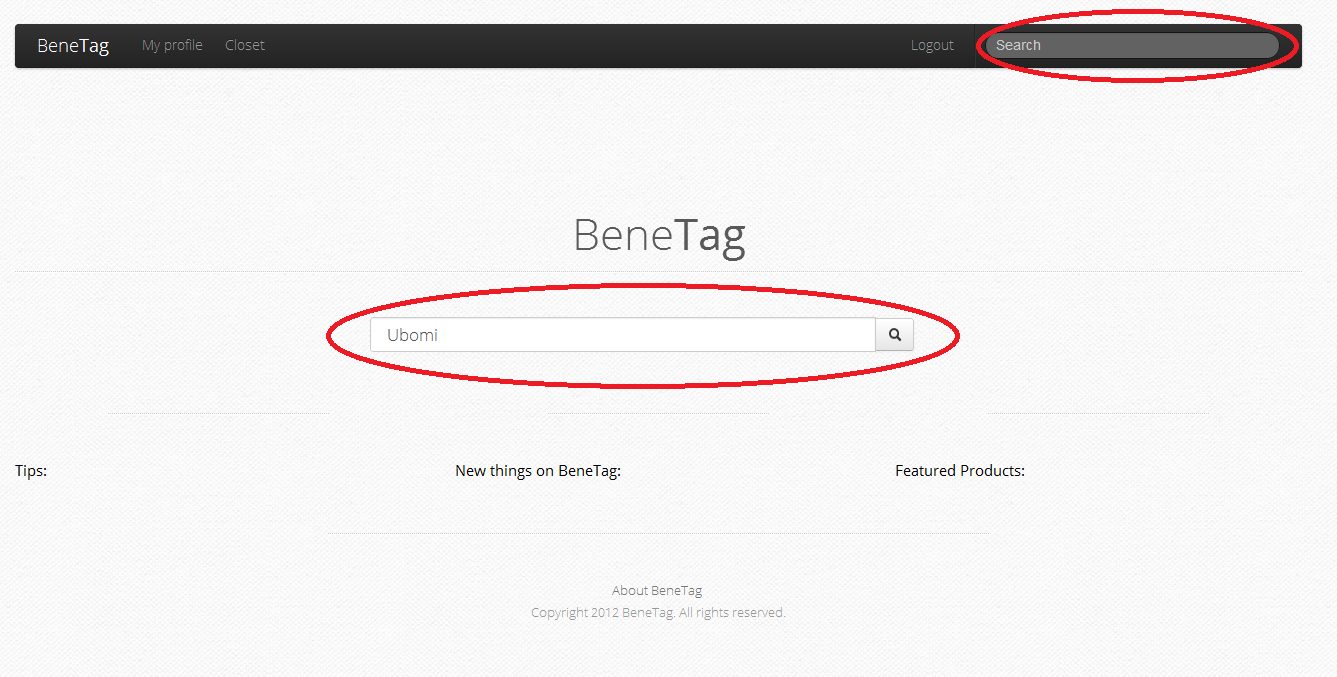 BeneTag My profile Closet Logout Search
BeneTag
Ubomi
Tips: New things on BeneTag: Featured Products:
About BeneTag
Copyright 2012 BeneTag. All rights reserved.